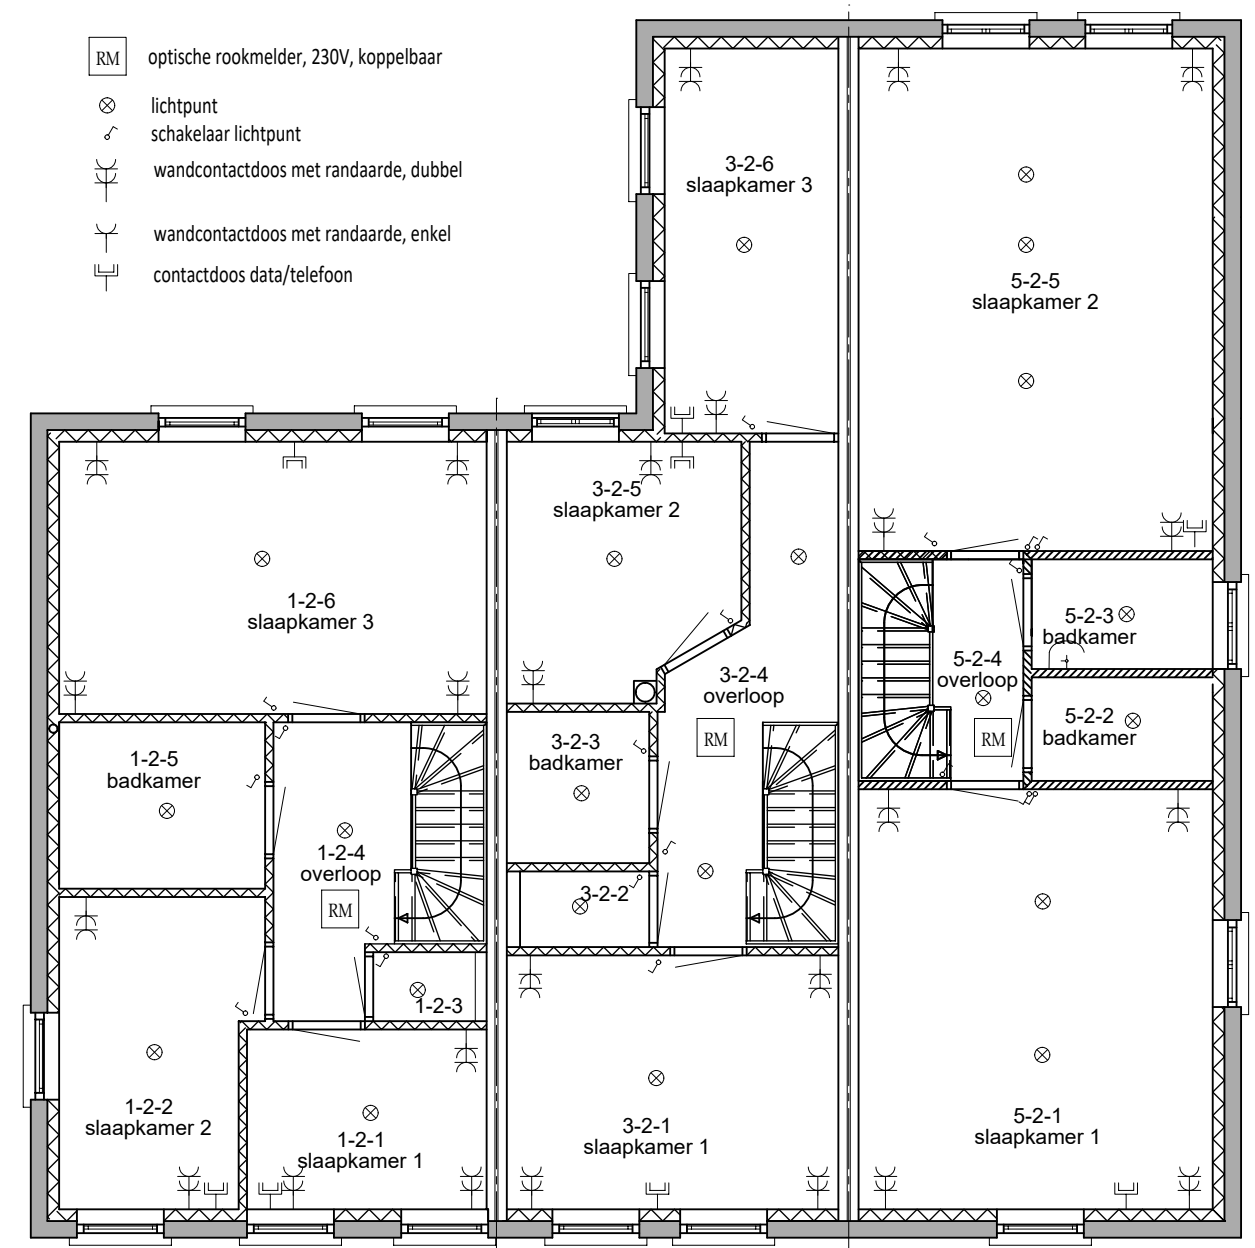 RM optische rookmelder, 230V, koppelbaar
lichtpunt
schakelaar lichtpunt
wandcontactdoos met randaarde, dubbel
wandcontactdoos met randaarde, enkel
contactdoos data/telefoon
3-2-6
slaapkamer 3
5-2-5
slaapkamer 2
3-2-5
slaapkamer 2
1-2-6
slaapkamer 3
5-2-3
badkamer
5-2-4
overloop
RM
5-2-2
badkamer
3-2-4
overloop
RM
3-2-3
badkamer
1-2-5
badkamer
1-2-4
overloop
RM
3-2-2
1-2-3
1-2-2
slaapkamer 2
1-2-1
slaapkamer 1
3-2-1
slaapkamer 1
5-2-1
slaapkamer 1